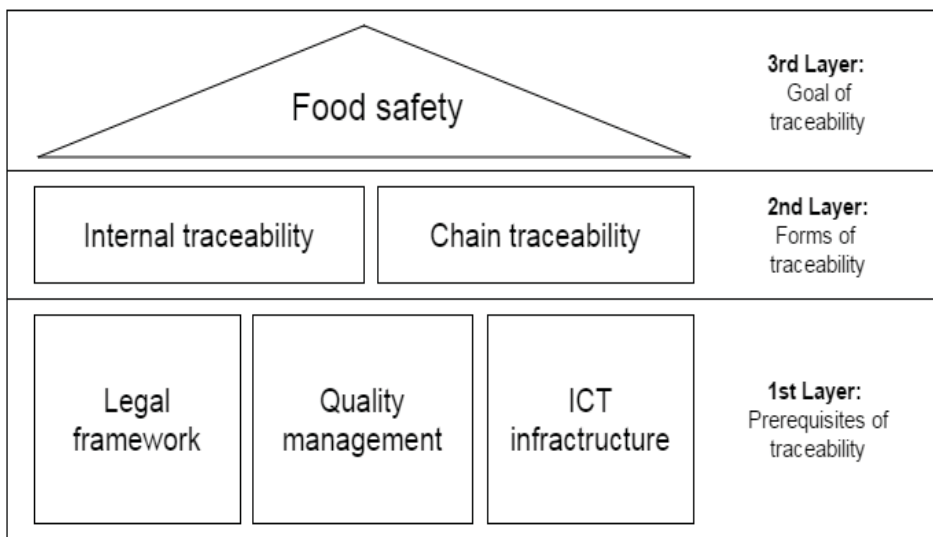 Food safety
3rd Layer:
Goal of
traceability
Internal traceability
Chain traceability
2nd Layer:
Forms of
traceability
Legal
framework
Quality
management
ICT
infractructure
1st Layer:
Prerequisites of
traceability